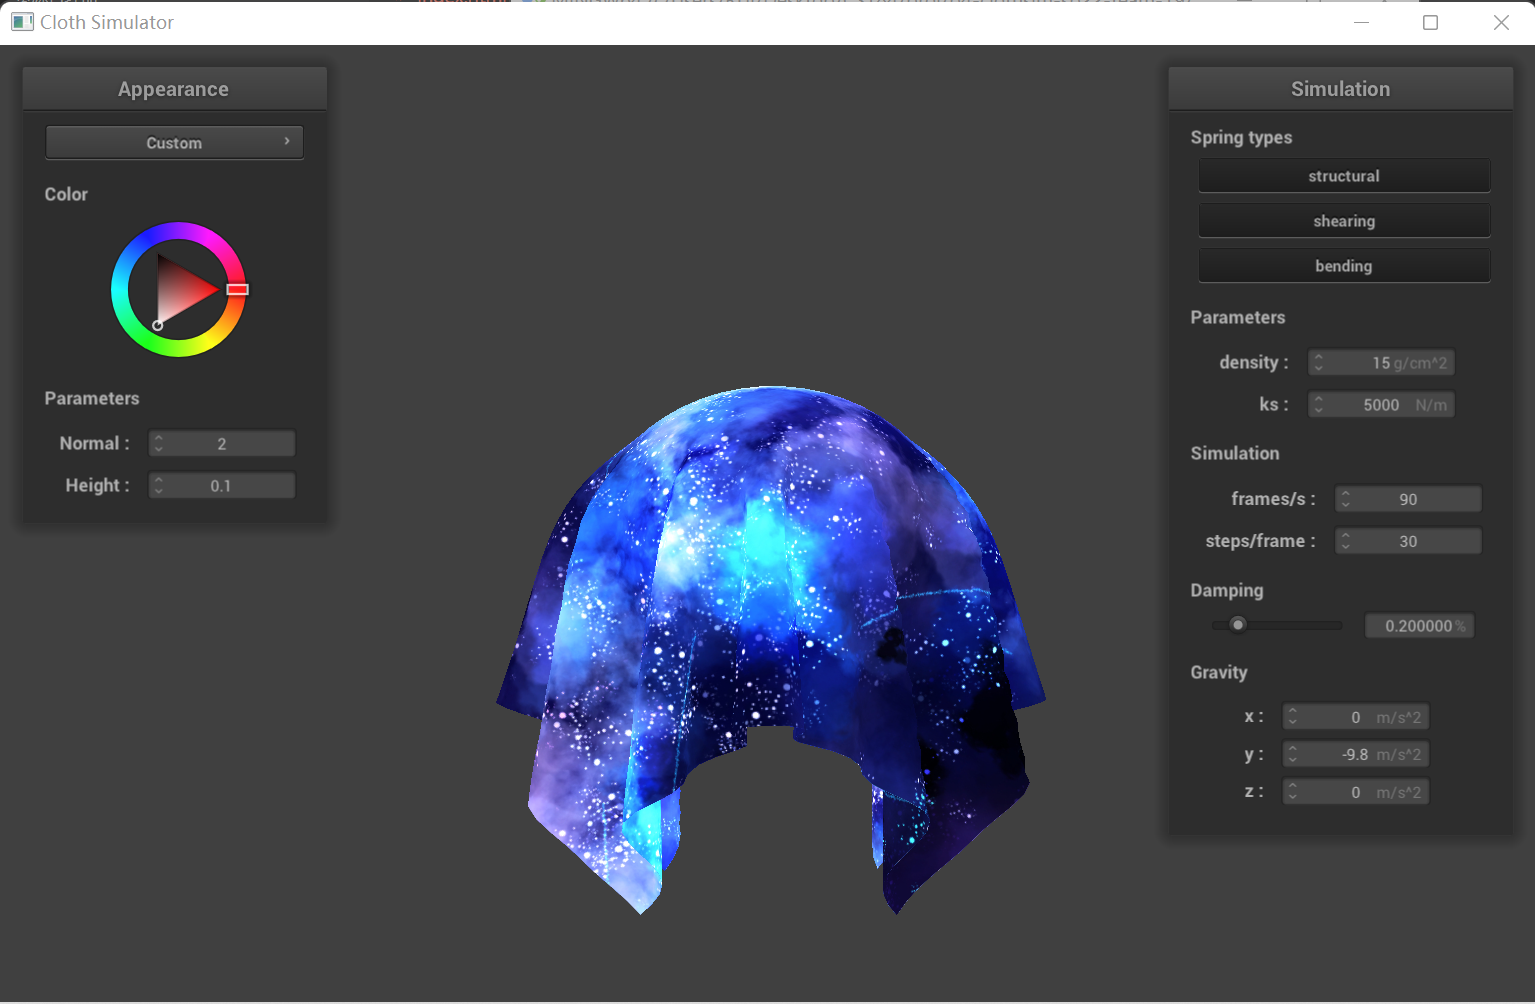 Cloth Simulator
Appearance
Custom
Color
Parameters
Normal : 2
Height : 0.1
Simulation
Spring types
structural
shearing
bending
Parameters
density : 15 g/cm^2
ks : 5000 N/m
Simulation
frames/s : 90
steps/frame : 30
Damping
0.200000 %
Gravity
x : 0 m/s^2
y : -9.8 m/s^2
z : 0 m/s^2